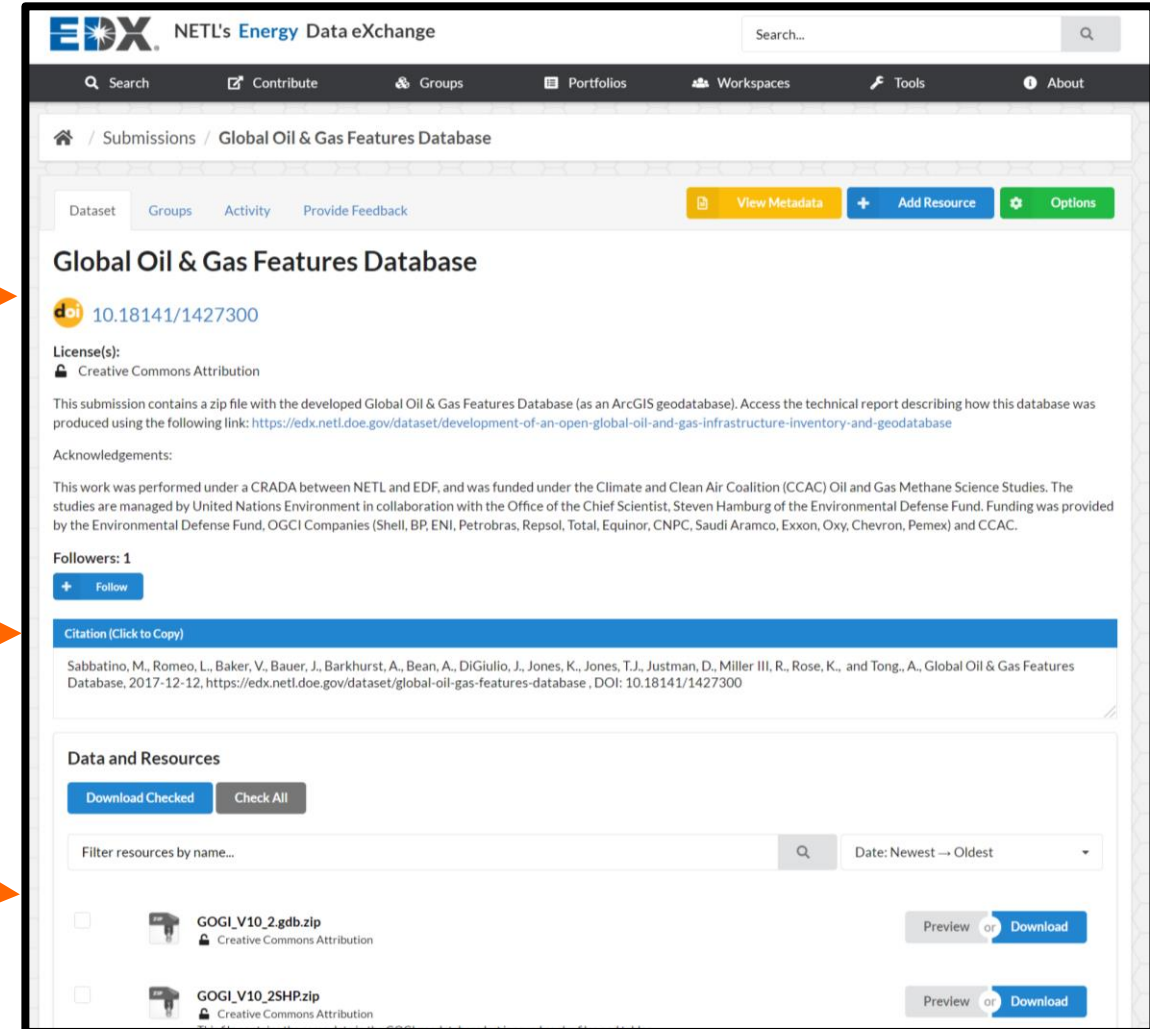 EDX® NETL's Energy Data eXchange
Search...
Search Contribute Groups Portfolios Workspaces Tools About
/ Submissions / Global Oil & Gas Features Database
Dataset Groups Activity Provide Feedback View Metadata + Add Resource Options
Global Oil & Gas Features Database
doi 10.18141/1427300
License(s):
Creative Commons Attribution
This submission contains a zip file with the developed Global Oil & Gas Features Database (as an ArcGIS geodatabase). Access the technical report describing how this database was
produced using the following link: https://edx.netl.doe.gov/dataset/development-of-an-open-global-oil-and-gas-infrastructure-inventory-and-geodatabase
Acknowledgements:
This work was performed under a CRADA between NETL and EDF, and was funded under the Climate and Clean Air Coalition (CCAC) Oil and Gas Methane Science Studies. The
studies are managed by United Nations Environment in collaboration with the Office of the Chief Scientist, Steven Hamburg of the Environmental Defense Fund. Funding was provided
by the Environmental Defense Fund, OGCI Companies (Shell, BP, ENI, Petrobras, Repsol, Total, Equinor, CNPC, Saudi Aramco, Exxon, Oxy, Chevron, Pemex) and CCAC.
Followers: 1
+ Follow
Citation (Click to Copy)
Sabbatino, M., Romeo, L., Baker, V., Bauer, J., Barkhurst, A., Bean, A., DiGiulio, J., Jones, K., Jones, T.J., Justman, D., Miller III, R., Rose, K., and Tong., A., Global Oil & Gas Features
Database, 2017-12-12, https://edx.netl.doe.gov/dataset/global-oil-gas-features-database , DOI: 10.18141/1427300
Data and Resources
Download Checked Check All
Filter resources by name... Date: Newest → Oldest
GOGI_V10_2.gdb.zip
Creative Commons Attribution
Preview or Download
GOGI_V10_2SHP.zip
Creative Commons Attribution
Preview or Download